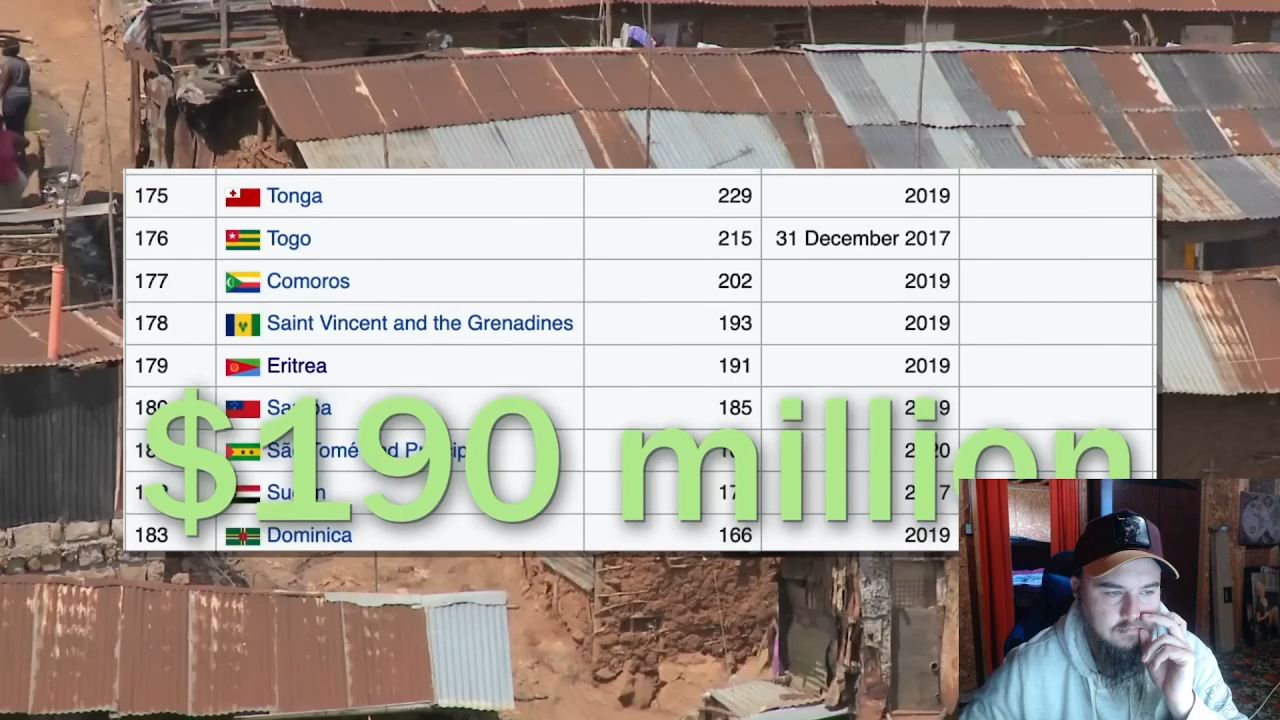 175 Tonga 229 2019
176 Togo 215 31 December 2017
177 Comoros 202 2019
178 Saint Vincent and the Grenadines 193 2019
179 Eritrea 191 2019
185
$190 million
183 Dominica 166 2019